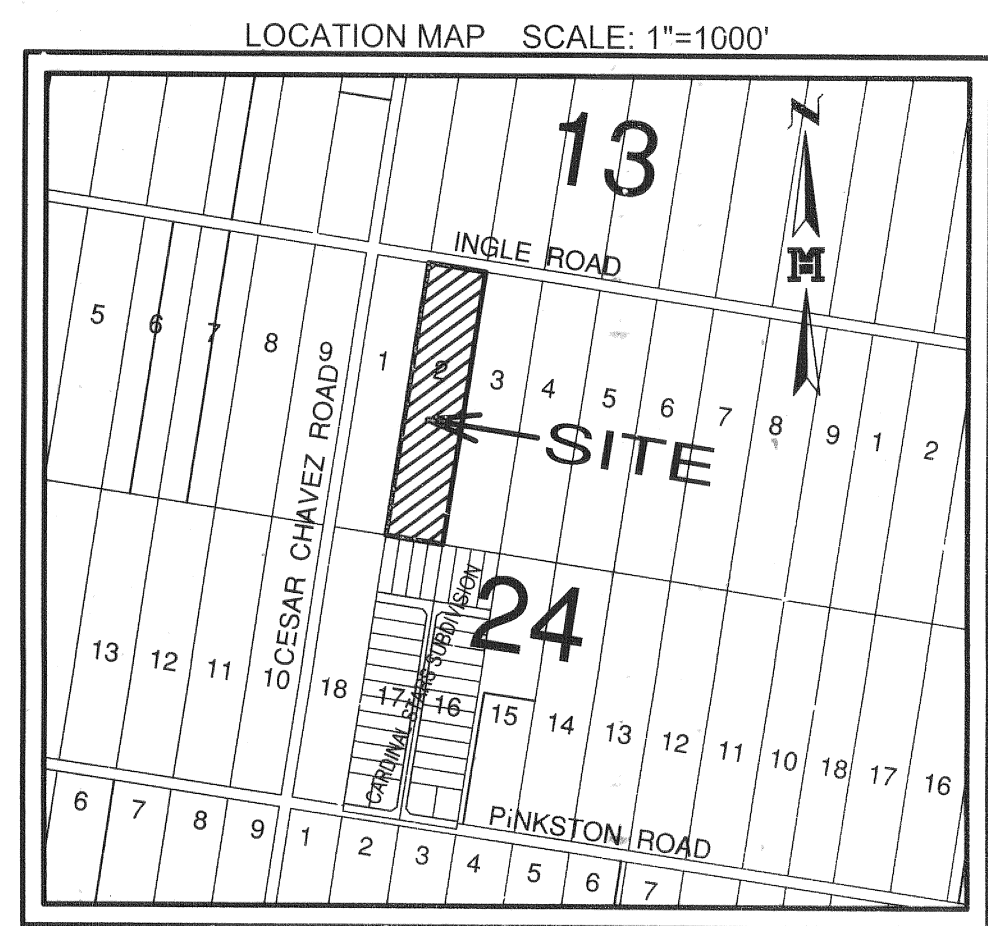 LOCATION MAP SCALE: 1"=1000'
13
N
INGLE ROAD
H
5 6 7 8 9 1 2 3 4 5 6 7 8 9 1 2
SITE
CESAR CHAVEZ ROAD
24
CARDINAL STARS SUBDIVISION
13 12 11 10 18 17 16 15 14 13 12 11 10 18 17 16
PiNKSTON ROAD
6 7 8 9 1 2 3 4 5 6 7